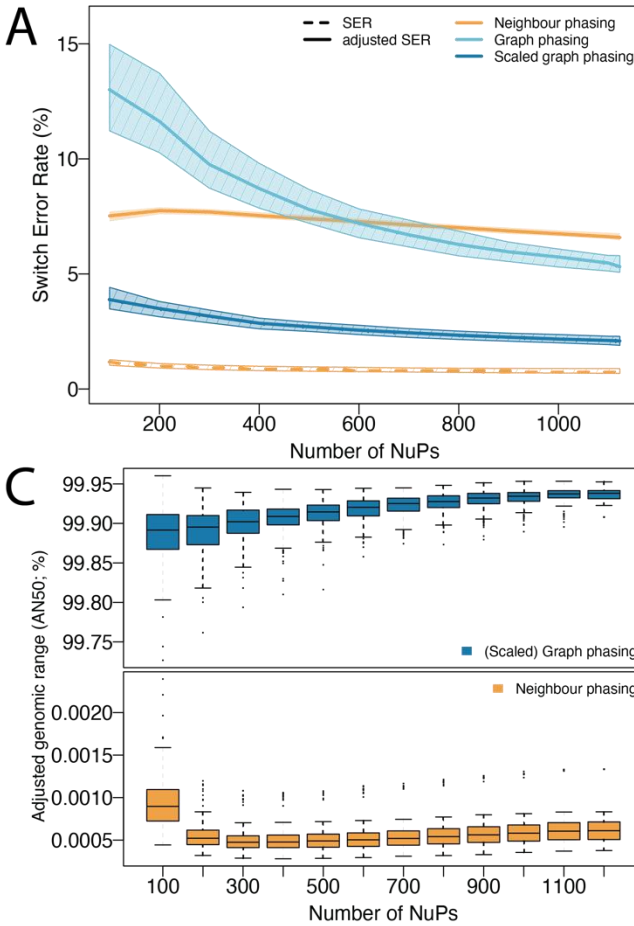 A
SER
adjusted SER
Neighbour phasing
Graph phasing
Scaled graph phasing
Switch Error Rate (%)
15
10
5
0
200 400 600 800 1000
Number of NuPs
C
Adjusted genomic range (AN50; %)
99.95
99.90
99.85
99.80
99.75
(Scaled) Graph phasing
Neighbour phasing
0.0020
0.0015
0.0010
0.0005
100 300 500 700 900 1100
Number of NuPs